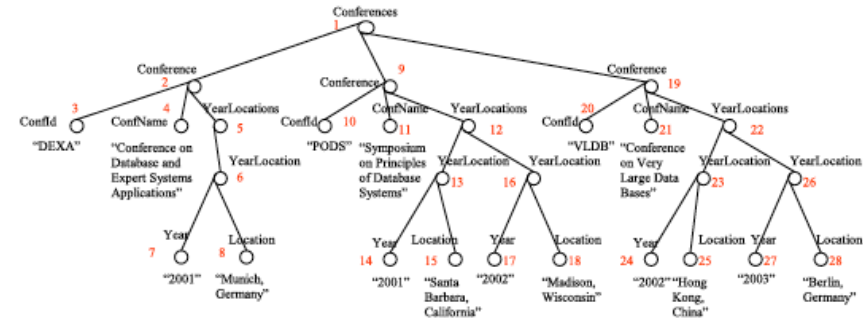 Conferences
1
Conference
2
9
Conference
Conference
19
3
4
YearLocations
5
ConfId
ConfName
ConfId
10
ConfName
11
YearLocations
12
20
ConfId
ConfName
21
YearLocations
22
"DEXA"
"Conference on
Database and
Expert Systems
Applications"
"PODS"
"Symposium
on Principles
of Database
Systems"
"VLDB"
"Conference
on Very
Large Data
Bases"
YearLocation
6
YearLocation
13
YearLocation
16
YearLocation
23
YearLocations
26
7
Year
8
Location
14
Year
15
Location
Year
17
Location
18
24
Year
Location
25
Year
27
Location
28
"2001"
"Munich,
Germany"
"2001"
"Santa
Barbara,
California"
"2002"
"Madison,
Wisconsin"
"2002"
"Hong
Kong,
China"
"2003"
"Berlin,
Germany"